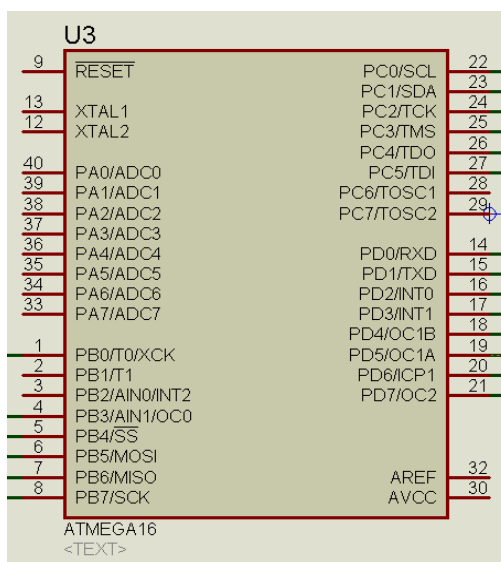 U3
9 RESET PC0/SCL 22
PC1/SDA 23
13 XTAL1 PC2/TCK 24
12 XTAL2 PC3/TMS 25
PC4/TDO 26
40 PA0/ADC0 PC5/TDI 27
39 PA1/ADC1 PC6/TOSC1 28
38 PA2/ADC2 PC7/TOSC2 29
37 PA3/ADC3
36 PA4/ADC4 PD0/RXD 14
35 PA5/ADC5 PD1/TXD 15
34 PA6/ADC6 PD2/INT0 16
33 PA7/ADC7 PD3/INT1 17
PD4/OC1B 18
1 PB0/T0/XCK PD5/OC1A 19
2 PB1/T1 PD6/ICP1 20
3 PB2/AIN0/INT2 PD7/OC2 21
4 PB3/AIN1/OC0
5 PB4/SS
6 PB5/MOSI
7 PB6/MISO AREF 32
8 PB7/SCK AVCC 30
ATMEGA16
<TEXT>